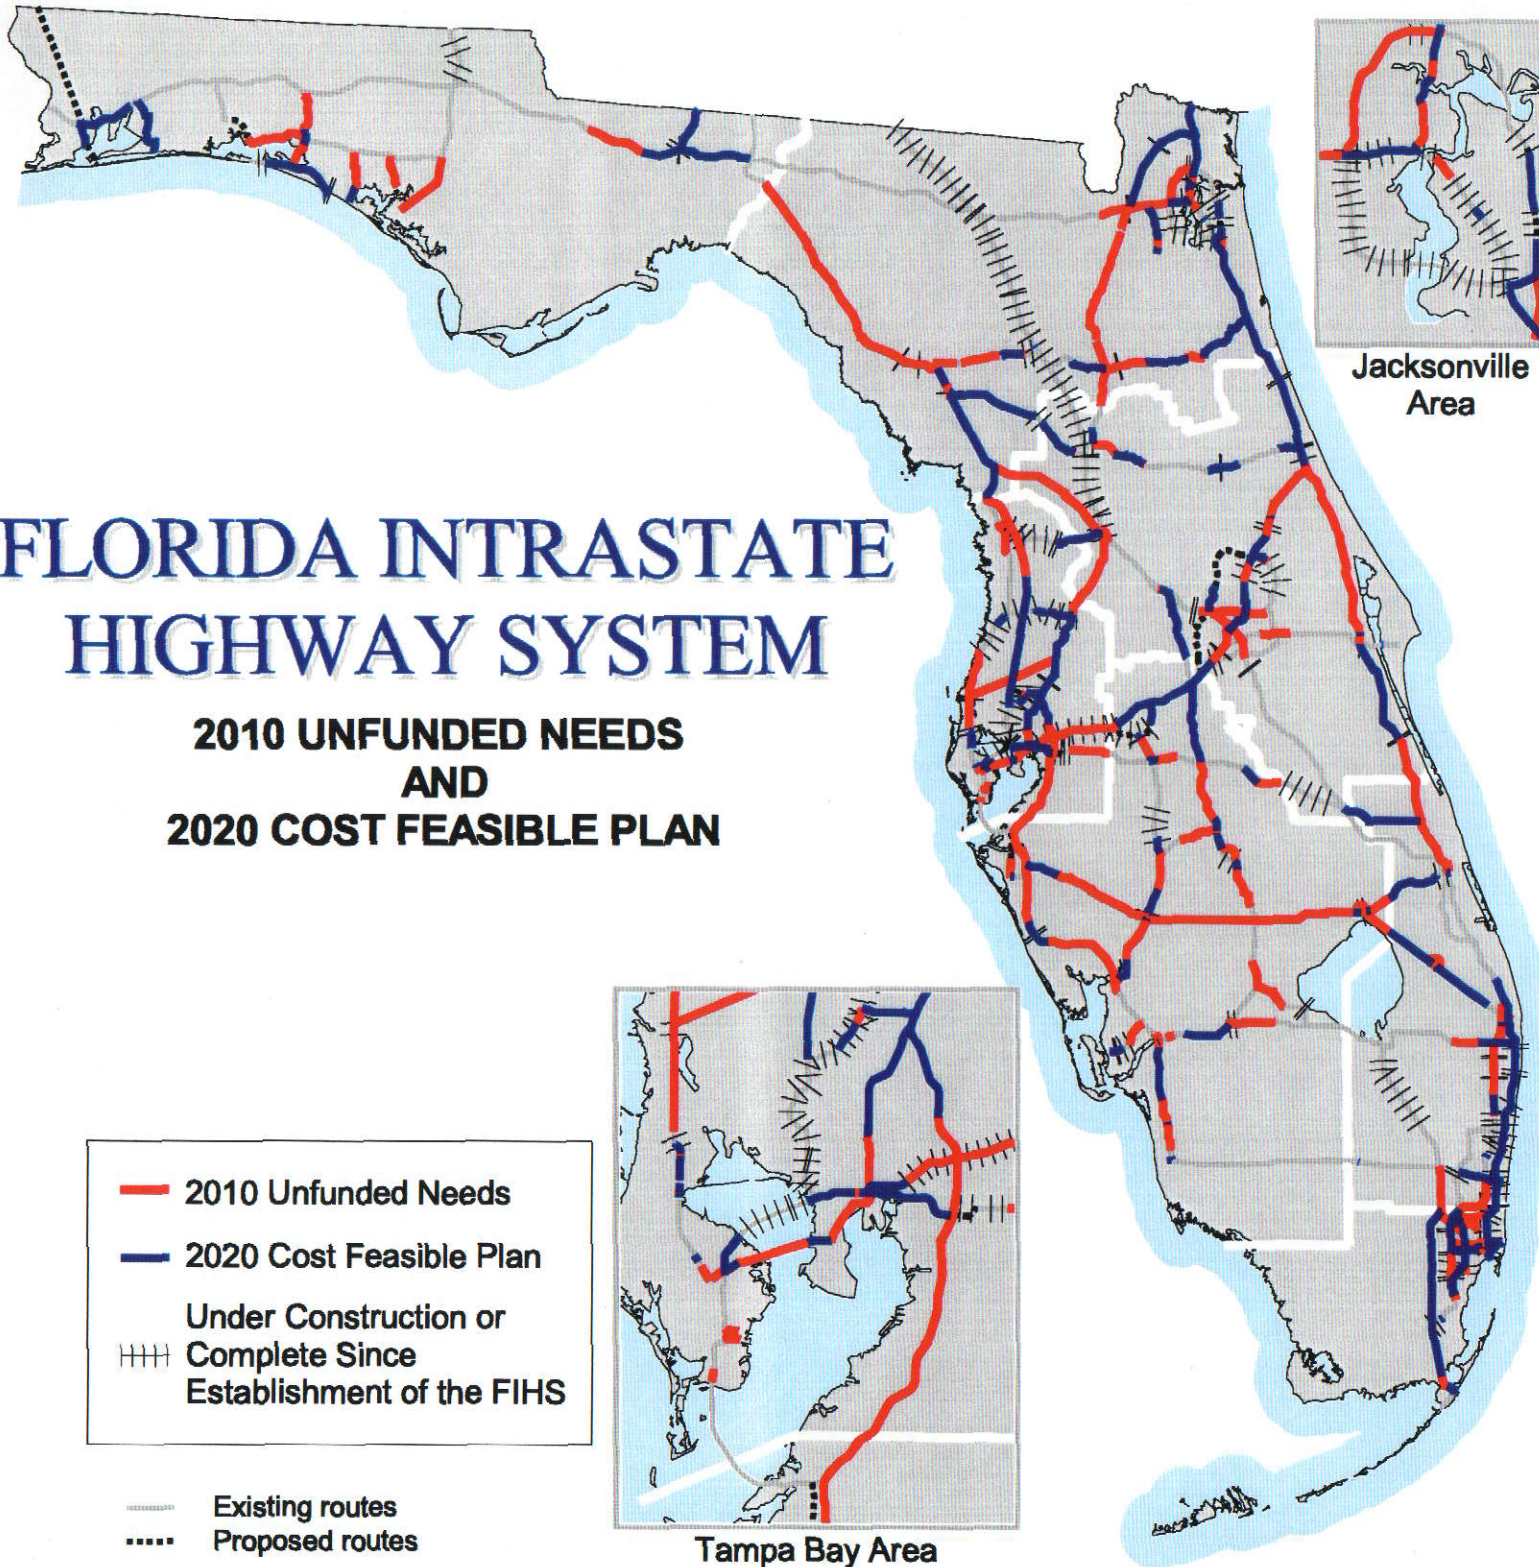 FLORIDA INTRASTATE
HIGHWAY SYSTEM
2010 UNFUNDED NEEDS
AND
2020 COST FEASIBLE PLAN
Jacksonville
Area
2010 Unfunded Needs
2020 Cost Feasible Plan
Under Construction or
Complete Since
Establishment of the FIHS
Existing routes
Proposed routes
Tampa Bay Area